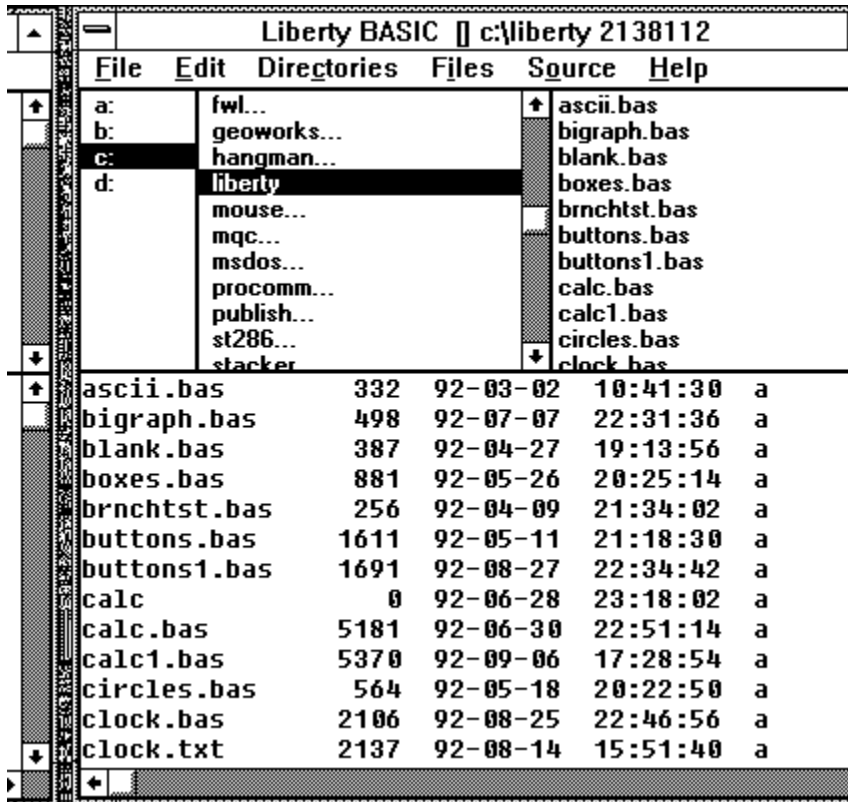 Liberty BASIC [] c:\liberty 2138112
File Edit Directories Files Source Help
a:
b:
c:
d:
fwl...
geoworks...
hangman...
liberty
mouse...
mqc...
msdos...
procomm...
publish...
st286...
stacker
ascii.bas
bigraph.bas
blank.bas
boxes.bas
brnchtst.bas
buttons.bas
buttons1.bas
calc.bas
calc1.bas
circles.bas
clock.bas
ascii.bas 332 92-03-02 10:41:30 a
bigraph.bas 498 92-07-07 22:31:36 a
blank.bas 387 92-04-27 19:13:56 a
boxes.bas 881 92-05-26 20:25:14 a
brnchtst.bas 256 92-04-09 21:34:02 a
buttons.bas 1611 92-05-11 21:18:30 a
buttons1.bas 1691 92-08-27 22:34:42 a
calc 0 92-06-28 23:18:02 a
calc.bas 5181 92-06-30 22:51:14 a
calc1.bas 5370 92-09-06 17:28:54 a
circles.bas 564 92-05-18 20:22:50 a
clock.bas 2106 92-08-25 22:46:56 a
clock.txt 2137 92-08-14 15:51:40 a